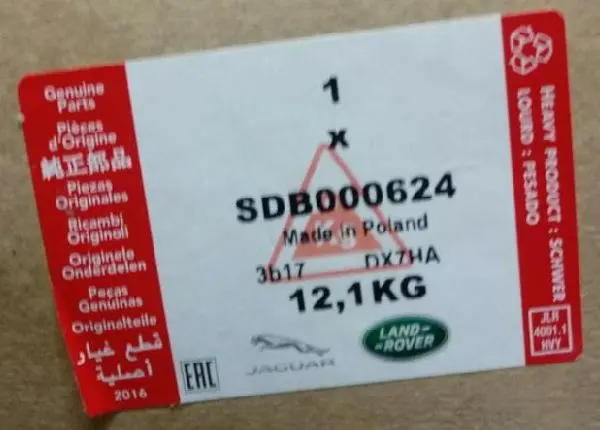 Genuine
Parts
Pièces
d'Origine
純正部品
Piezas
Originales
Ricambi
Originali
Originele
Onderdelen
Peças
Genuínas
Originalteile
قطع غيار
أصلية
2016
1
x
KG
SDB000624
Made in Poland
3b17 DX7HA
12,1KG
EAC
JAGUAR
LAND-
-ROVER
HEAVY PRODUCT : SCHWER
LOURD : PESADO
JLR
4001.1
HVY